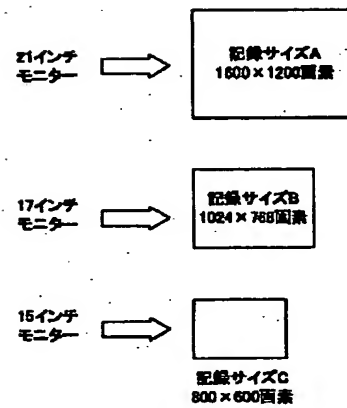 21インチ
モニター
記録サイズA
1600×1200画素
17インチ
モニター
記録サイズB
1024×768画素
15インチ
モニター
記録サイズC
800×600画素